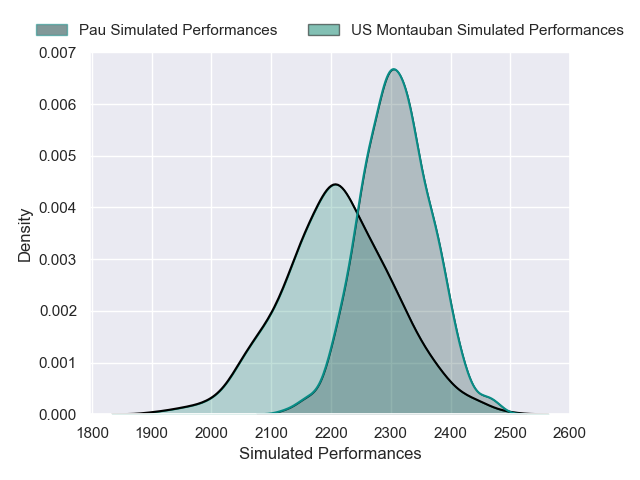 Pau Simulated Performances US Montauban Simulated Performances
0.007
0.006
0.005
0.004
0.003
0.002
0.001
0.000
Density
1800 1900 2000 2100 2200 2300 2400 2500 2600
Simulated Performances